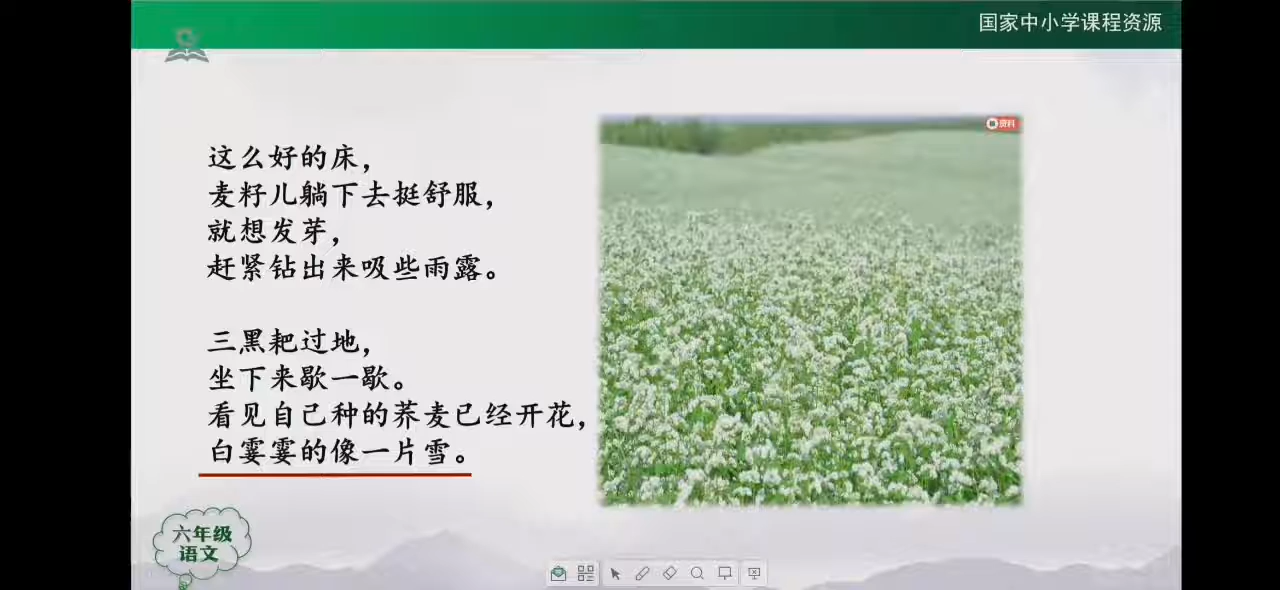 国家中小学课程资源
这么好的床，
麦籽儿躺下去挺舒服，
就想发芽，
赶紧钻出来吸些雨露。
三黑耙过地，
坐下来歇一歇。
看见自己种的荞麦已经开花，
白霎霎的像一片雪。
资料
六年级
语文